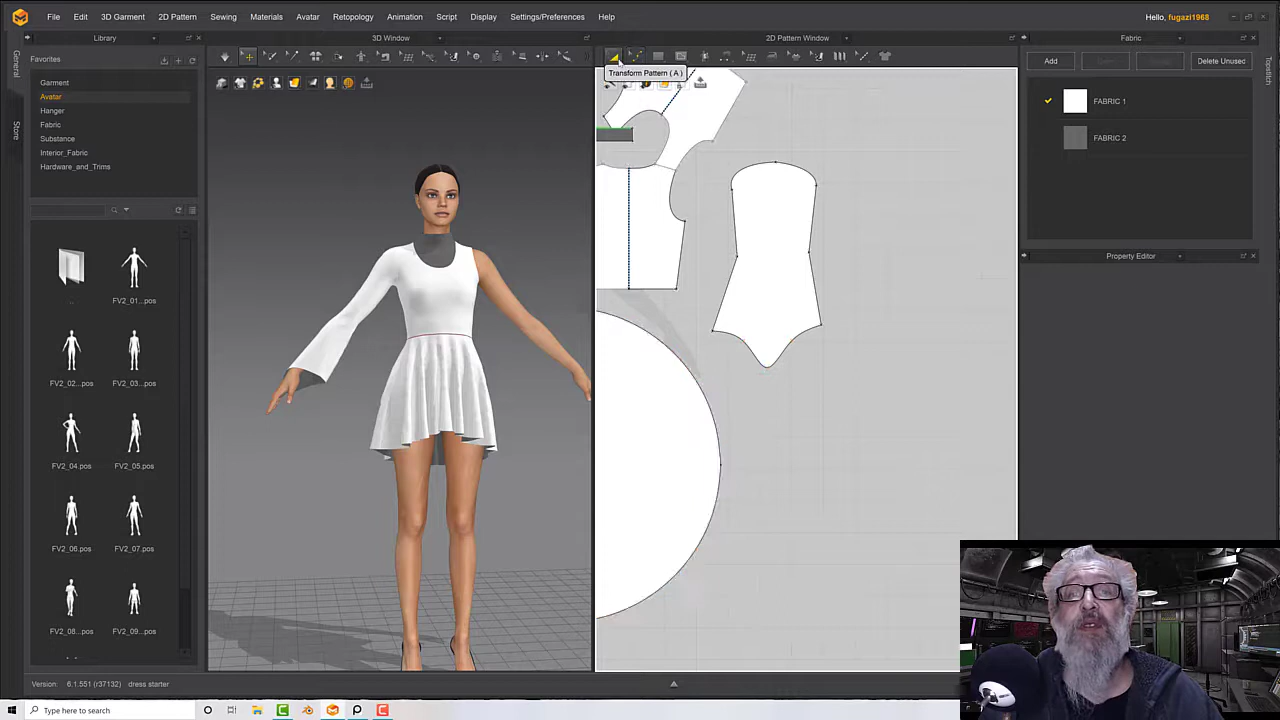 File Edit 3D Garment 2D Pattern Sewing Materials Avatar Retopology Animation Script Display Settings/Preferences Help
Hello, fugazi1968
Library
3D Window
2D Pattern Window
Fabric
General
Store
Favorites
Garment
Avatar
Hanger
Fabric
Substance
Interior_Fabric
Hardware_and_Trims
Transform Pattern ( A )
Add
Delete Unused
FABRIC 1
FABRIC 2
Topstitch
Property Editor
..
FV2_01...pos
FV2_02...pos
FV2_03...pos
FV2_04.pos
FV2_05.pos
FV2_06.pos
FV2_07.pos
FV2_08...pos
FV2_09...pos
Version: 6.1.551 (r37132) dress starter
Type here to search